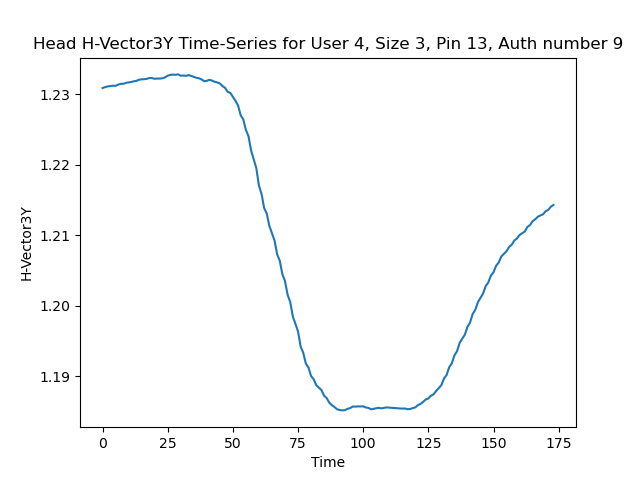 Head H-Vector3Y Time-Series for User 4, Size 3, Pin 13, Auth number 9
H-Vector3Y
1.23
1.22
1.21
1.20
1.19
0 25 50 75 100 125 150 175
Time